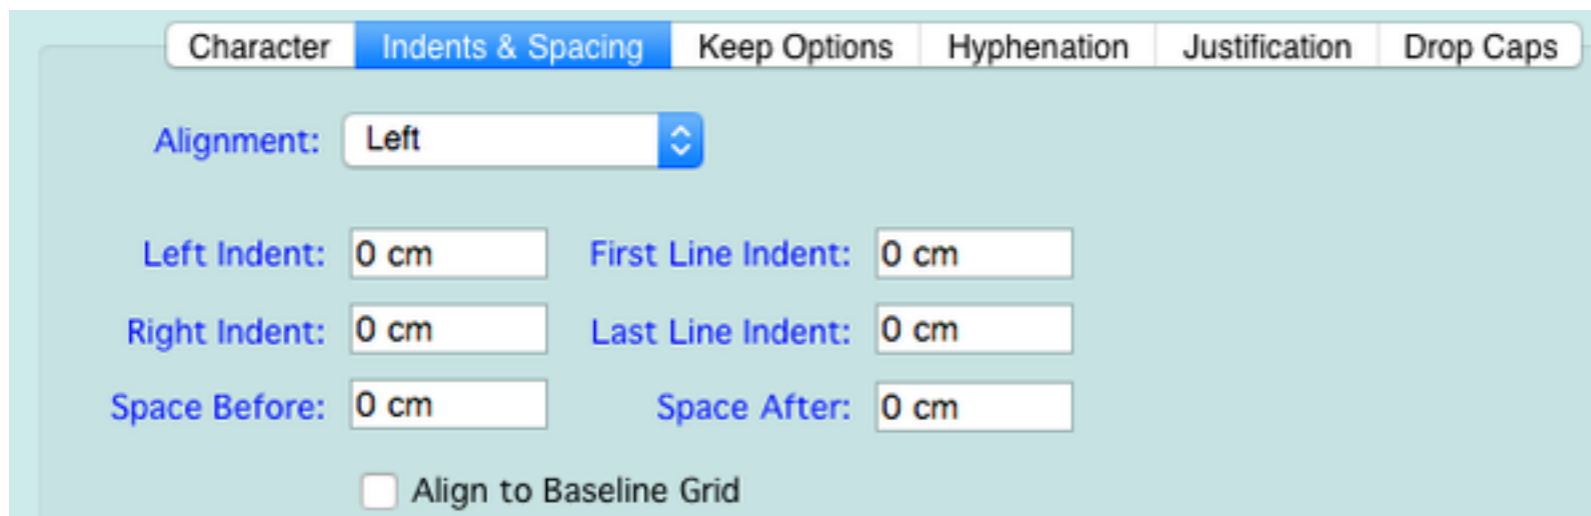 Character Indents & Spacing Keep Options Hyphenation Justification Drop Caps
Alignment: Left
Left Indent: 0 cm First Line Indent: 0 cm
Right Indent: 0 cm Last Line Indent: 0 cm
Space Before: 0 cm Space After: 0 cm
Align to Baseline Grid